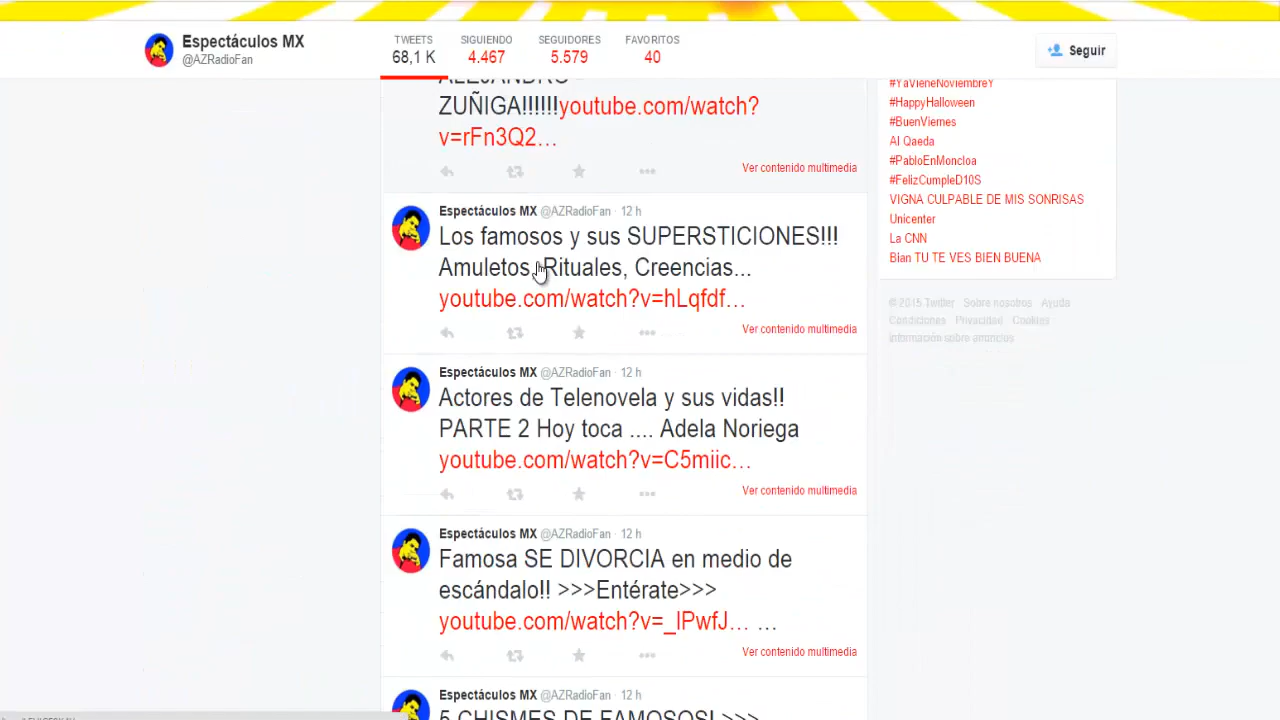 Espectáculos MX
@AZRadioFan
TWEETS
68,1 K
SIGUIENDO
4.467
SEGUIDORES
5.579
FAVORITOS
40
Seguir
ALEJANDRO
ZUÑIGA!!!!!!youtube.com/watch?
v=rFn3Q2…
Ver contenido multimedia
Espectáculos MX @AZRadioFan · 12 h
Los famosos y sus SUPERSTICIONES!!!
Amuletos, Rituales, Creencias...
youtube.com/watch?v=hLqfdf…
Ver contenido multimedia
Espectáculos MX @AZRadioFan · 12 h
Actores de Telenovela y sus vidas!!
PARTE 2 Hoy toca .... Adela Noriega
youtube.com/watch?v=C5miic…
Ver contenido multimedia
Espectáculos MX @AZRadioFan · 12 h
Famosa SE DIVORCIA en medio de
escándalo!! >>>Entérate>>>
youtube.com/watch?v=_lPwfJ… …
Ver contenido multimedia
Espectáculos MX @AZRadioFan · 12 h
5 CHISMES DE FAMOSOS! >>>
#YaVieneNoviembreY
#HappyHalloween
#BuenViernes
Al Qaeda
#PabloEnMoncloa
#FelizCumpleD10S
VIGNA CULPABLE DE MIS SONRISAS
Unicenter
La CNN
Bian TU TE VES BIEN BUENA
© 2015 Twitter Sobre nosotros Ayuda
Condiciones Privacidad Cookies
Información sobre anuncios